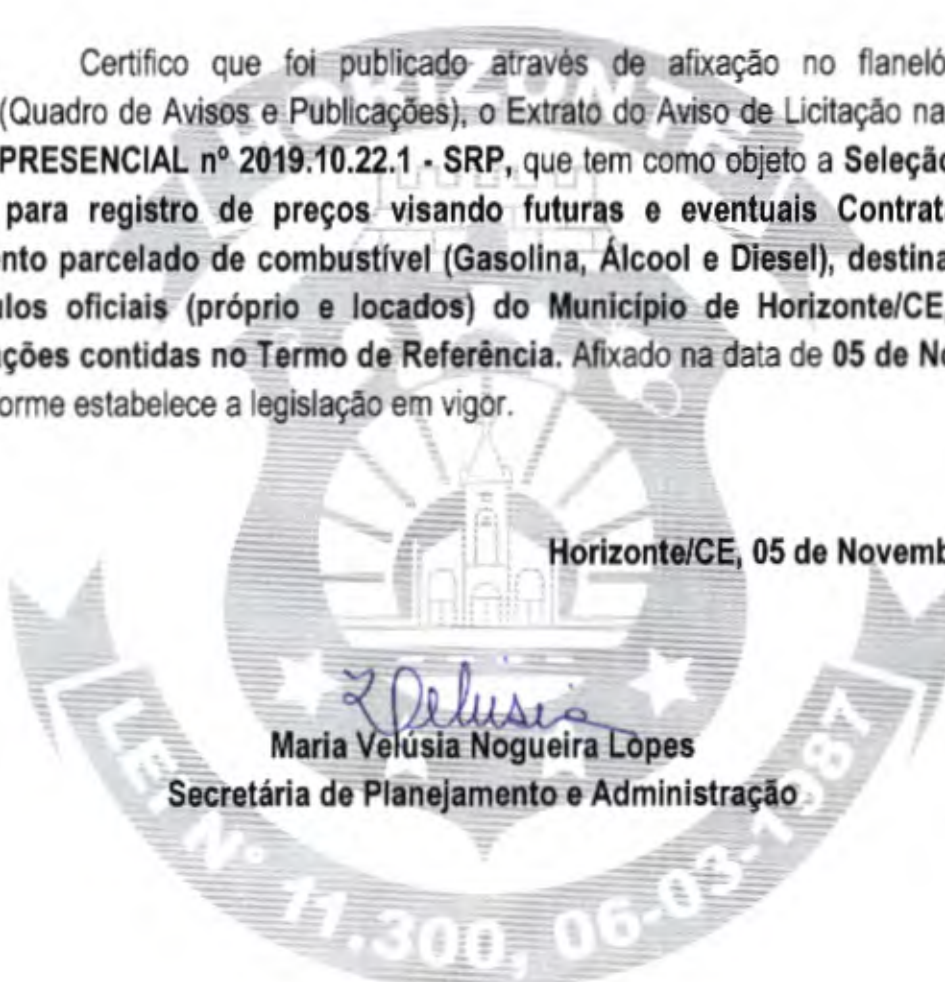 HORIZONTE
Certifico que foi publicado através de afixação no flaneló
(Quadro de Avisos e Publicações), o Extrato do Aviso de Licitação na
PRESENCIAL nº 2019.10.22.1 - SRP, que tem como objeto a Seleção
para registro de preços visando futuras e eventuais Contrat
nto parcelado de combustível (Gasolina, Álcool e Diesel), destina
ulos oficiais (próprio e locados) do Município de Horizonte/CE
ções contidas no Termo de Referência. Afixado na data de 05 de No
orme estabelece a legislação em vigor.
Horizonte/CE, 05 de Novemb
Maria Velúsia Nogueira Lopes
Secretária de Planejamento e Administração
LEI Nº 11.300, 06-03-1987